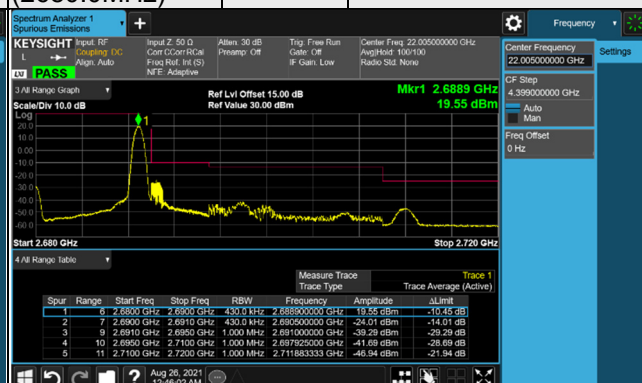 (2685.0MHz)
Spectrum Analyzer 1
Spurious Emissions
Frequency
KEYSIGHT Input: RF Input Z: 50 Ω Atten: 30 dB Trig: Free Run Center Freq: 22.005000000 GHz
Coupling: DC Corr CCorr RCal Preamp: Off Gate: Off Avg|Hold: 100/100
L Align: Auto Freq Ref: Int (S) IF Gain: Low Radio Std: None
LXI PASS NFE: Adaptive
Center Frequency
22.005000000 GHz
Settings
CF Step
4.399000000 GHz
Auto
Man
Freq Offset
0 Hz
3 All Range Graph
Ref Lvl Offset 15.00 dB
Mkr1 2.6889 GHz
Scale/Div 10.0 dB Ref Value 30.00 dBm 19.55 dBm
Log
1
20.0
10.0
0.00
-10.0
-20.0
-30.0
-40.0
-50.0
-60.0
Start 2.680 GHz Stop 2.720 GHz
4 All Range Table
Measure Trace Trace 1
Trace Type Trace Average (Active)
Spur Range Start Freq Stop Freq RBW Frequency Amplitude ΔLimit
1 6 2.6800 GHz 2.6900 GHz 430.0 kHz 2.688900000 GHz 19.55 dBm -10.45 dB
2 7 2.6900 GHz 2.6910 GHz 430.0 kHz 2.690500000 GHz -24.01 dBm -14.01 dB
3 9 2.6910 GHz 2.6950 GHz 1.000 MHz 2.691000000 GHz -39.29 dBm -29.29 dB
4 10 2.6950 GHz 2.7100 GHz 1.000 MHz 2.697925000 GHz -41.69 dBm -28.69 dB
5 11 2.7100 GHz 2.7200 GHz 1.000 MHz 2.711883333 GHz -46.94 dBm -21.94 dB
Aug 26, 2021